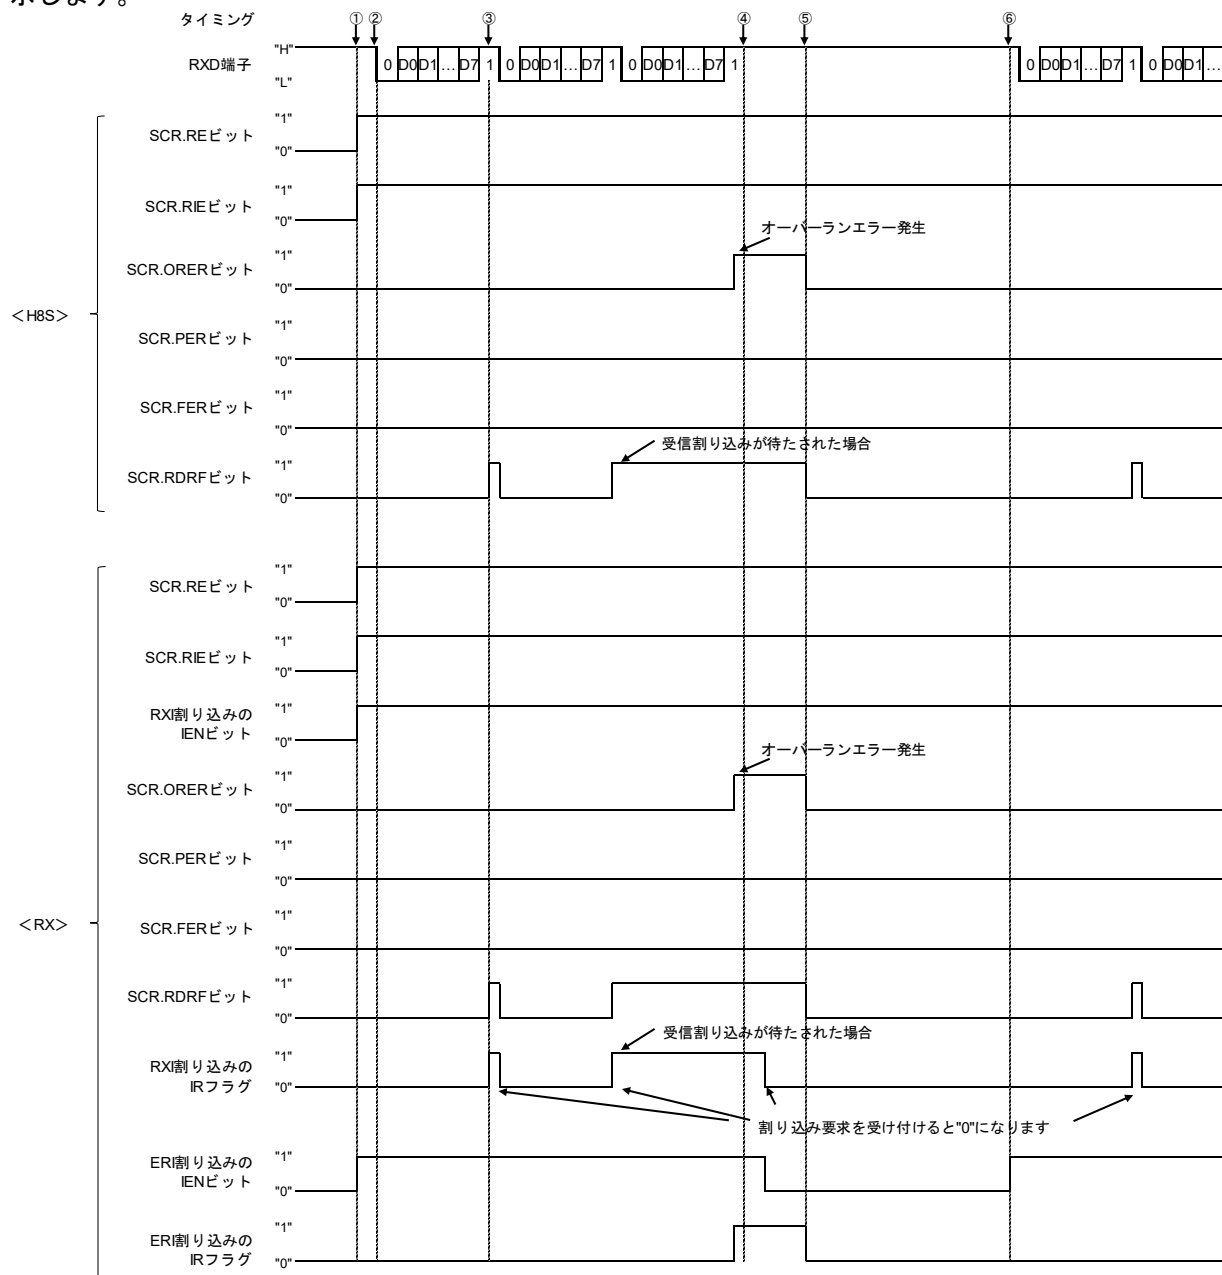 示します。
タイミング ① ② ③ ④ ⑤ ⑥
RXD端子 "H" "L" 0 D0 D1 ... D7 1 0 D0 D1 ... D7 1 0 D0 D1 ... D7 1 0 D0 D1 ... D7 1 0 D0 D1 ...
<H8S>
SCR.REビット "1" "0"
SCR.RIEビット "1" "0"
オーバーランエラー発生
SCR.ORERビット "1" "0"
SCR.PERビット "1" "0"
SCR.FERビット "1" "0"
受信割り込みが待たされた場合
SCR.RDRFビット "1" "0"
<RX>
SCR.REビット "1" "0"
SCR.RIEビット "1" "0"
RXI割り込みの
IENビット "1" "0"
オーバーランエラー発生
SCR.ORERビット "1" "0"
SCR.PERビット "1" "0"
SCR.FERビット "1" "0"
SCR.RDRFビット "1" "0"
受信割り込みが待たされた場合
RXI割り込みの
IRフラグ "1" "0"
割り込み要求を受け付けると"0"になります
ERI割り込みの
IENビット "1" "0"
ERI割り込みの
IRフラグ "1" "0"